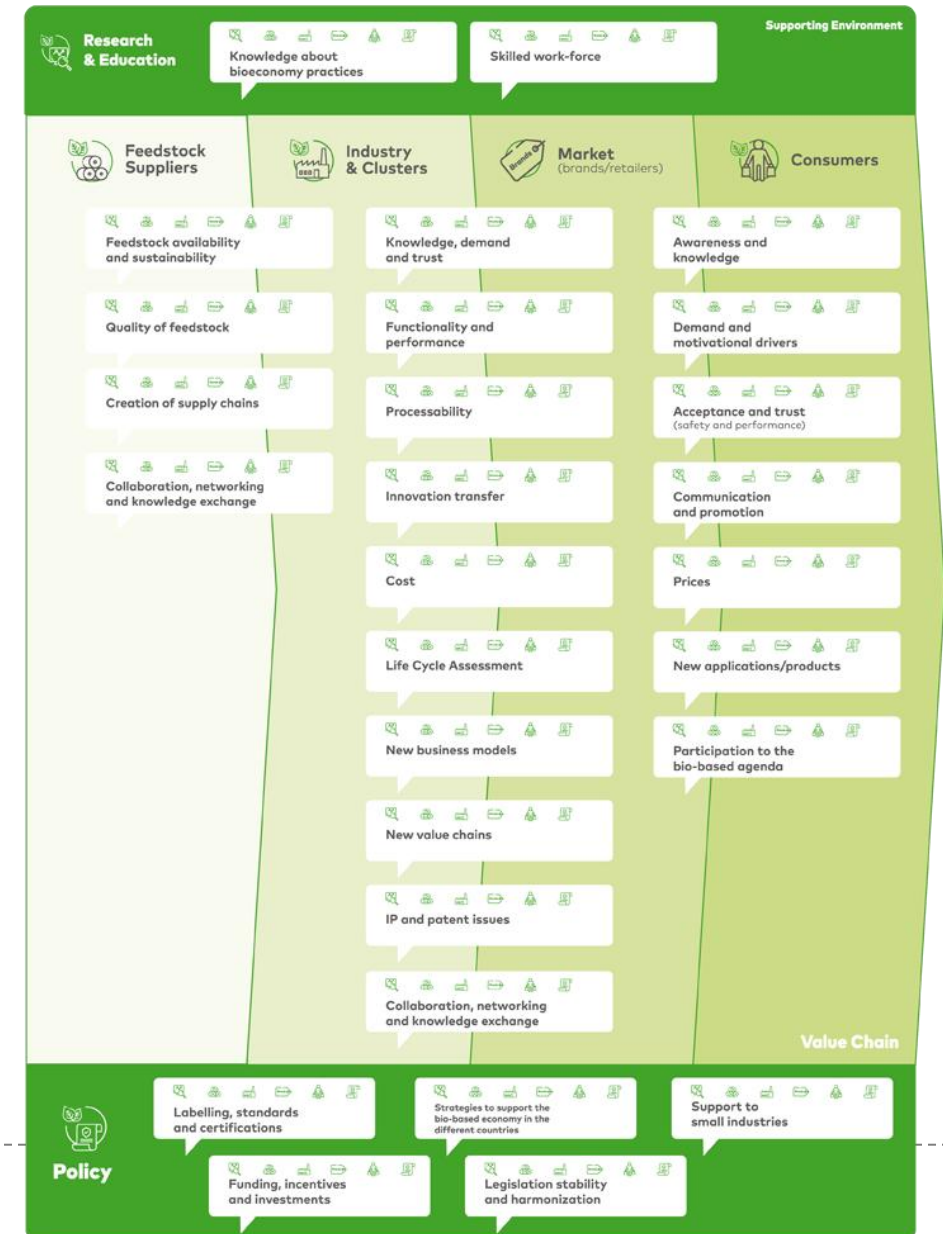 Research
& Education
Knowledge about
bioeconomy practices
Skilled work-force
Supporting Environment
Feedstock
Suppliers
Industry
& Clusters
Brands
Market
(brands/retailers)
Consumers
Feedstock availability
and sustainability
Quality of feedstock
Creation of supply chains
Collaboration, networking
and knowledge exchange
Knowledge, demand
and trust
Functionality and
performance
Processability
Innovation transfer
Cost
Life Cycle Assessment
New business models
New value chains
IP and patent issues
Collaboration, networking
and knowledge exchange
Awareness and
knowledge
Demand and
motivational drivers
Acceptance and trust
(safety and performance)
Communication
and promotion
Prices
New applications/products
Participation to the
bio-based agenda
Value Chain
Policy
Labelling, standards
and certifications
Strategies to support the
bio-based economy in the
different countries
Support to
small industries
Funding, incentives
and investments
Legislation stability
and harmonization